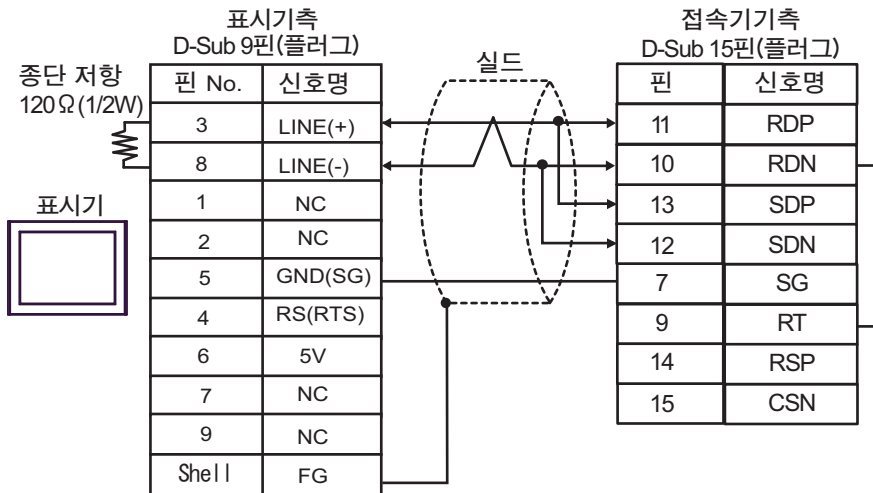 표시기측
D-Sub 9핀(플러그)
종단 저항
120Ω(1/2W)
표시기
핀 No. 신호명
3 LINE(+)
8 LINE(-)
1 NC
2 NC
5 GND(SG)
4 RS(RTS)
6 5V
7 NC
9 NC
Shell FG
실드
접속기기측
D-Sub 15핀(플러그)
핀 신호명
11 RDP
10 RDN
13 SDP
12 SDN
7 SG
9 RT
14 RSP
15 CSN